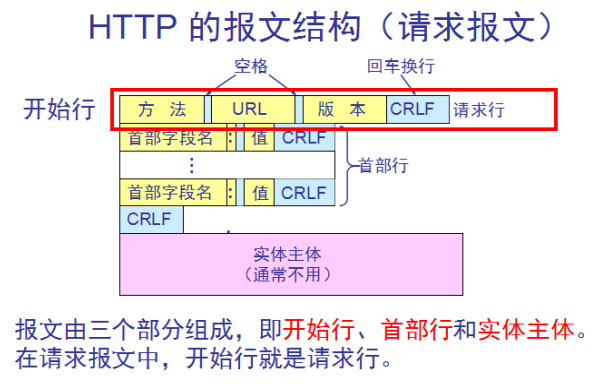 HTTP 的报文结构（请求报文）
空格
回车换行
开始行
方 法
URL
版 本
CRLF
请求行
首部字段名 : 值 CRLF
⋮
首部字段名 : 值 CRLF
首部行
CRLF
实体主体
（通常不用）
报文由三个部分组成，即开始行、首部行和实体主体。
在请求报文中，开始行就是请求行。